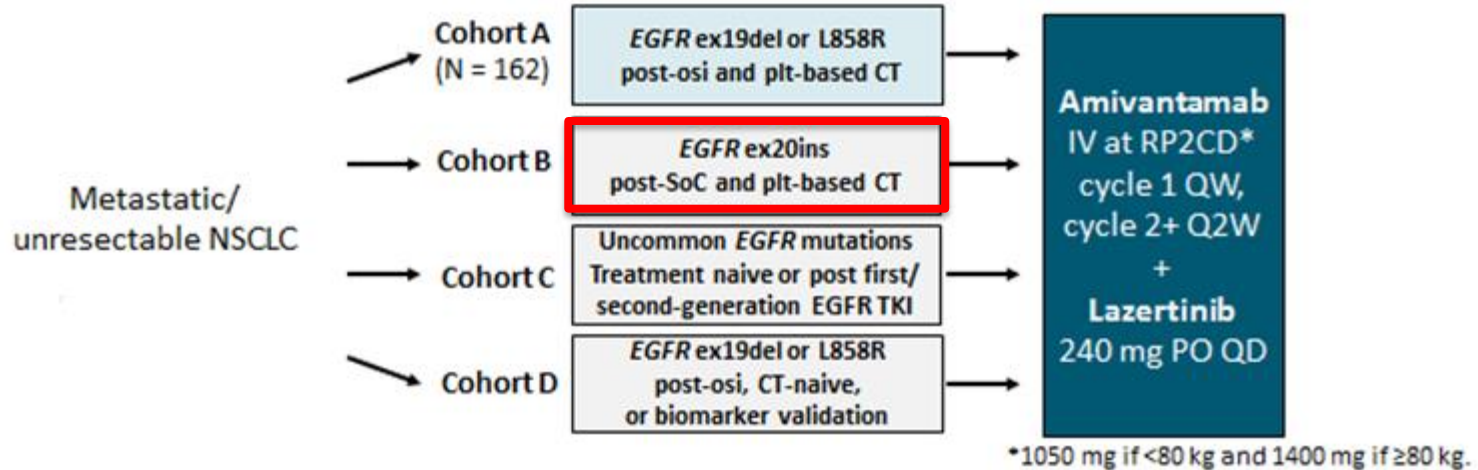 Metastatic/
unresectable NSCLC
Cohort A
(N = 162)
EGFR ex19del or L858R
post-osi and plt-based CT
Cohort B
EGFR ex20ins
post-SoC and plt-based CT
Cohort C
Uncommon EGFR mutations
Treatment naive or post first/
second-generation EGFR TKI
Cohort D
EGFR ex19del or L858R
post-osi, CT-naive,
or biomarker validation
Amivantamab
IV at RP2CD*
cycle 1 QW,
cycle 2+ Q2W
+
Lazertinib
240 mg PO QD
*1050 mg if <80 kg and 1400 mg if ≥80 kg.